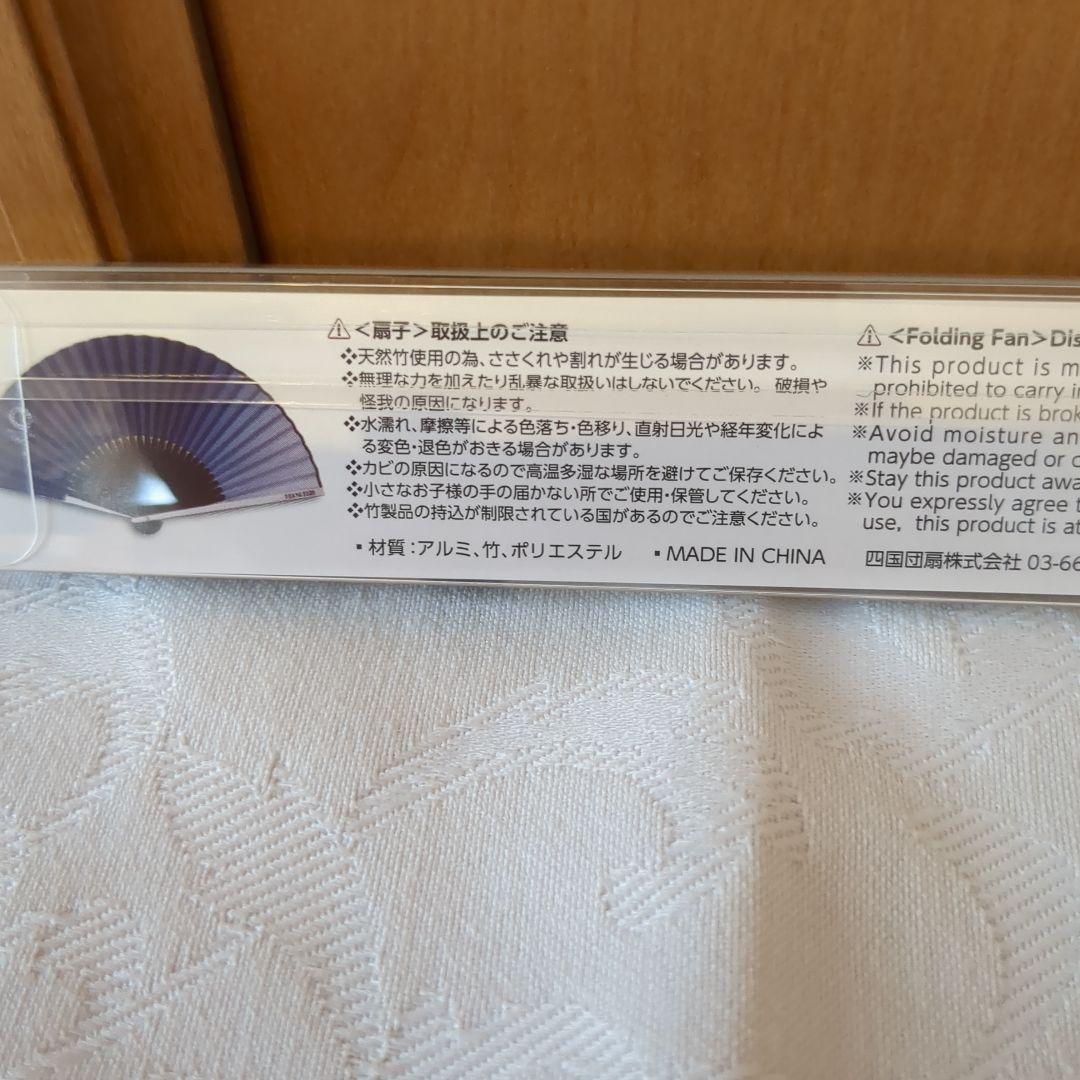 ⚠<扇子>取扱上のご注意
❖天然竹使用の為、ささくれや割れが生じる場合があります。
❖無理な力を加えたり乱暴な取扱いはしないでください。 破損や
怪我の原因になります。
❖水濡れ、摩擦等による色落ち・色移り、直射日光や経年変化によ
る変色・退色がおきる場合があります。
❖カビの原因になるので高温多湿な場所を避けてご保存ください。
❖小さなお子様の手の届かない所でご使用・保管してください。
❖竹製品の持込が制限されている国があるのでご注意ください。
▪材質:アルミ、竹、ポリエステル ▪MADE IN CHINA
⚠<Folding Fan>Dis
※This product is m
prohibited to carry i
※If the product is brok
※Avoid moisture an
maybe damaged or
※Stay this product awa
※You expressly agree t
use, this product is at
四国団扇株式会社 03-66